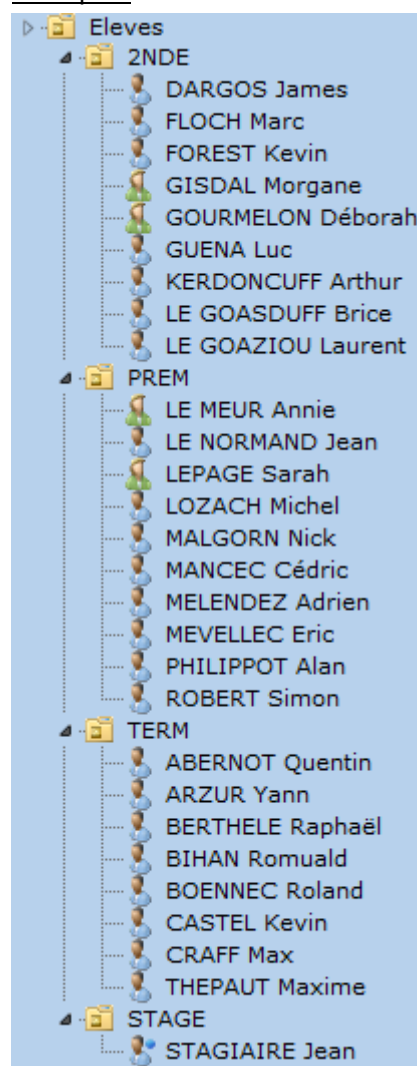 Eleves
2NDE
DARGOS James
FLOCH Marc
FOREST Kevin
GISDAL Morgane
GOURMELON Déborah
GUENA Luc
KERDONCUFF Arthur
LE GOASDUFF Brice
LE GOAZIOU Laurent
PREM
LE MEUR Annie
LE NORMAND Jean
LEPAGE Sarah
LOZACH Michel
MALGORN Nick
MANCEC Cédric
MELENDEZ Adrien
MEVELLEC Eric
PHILIPPOT Alan
ROBERT Simon
TERM
ABERNOT Quentin
ARZUR Yann
BERTHELE Raphaël
BIHAN Romuald
BOENNEC Roland
CASTEL Kevin
CRAFF Max
THEPAUT Maxime
STAGE
STAGIAIRE Jean